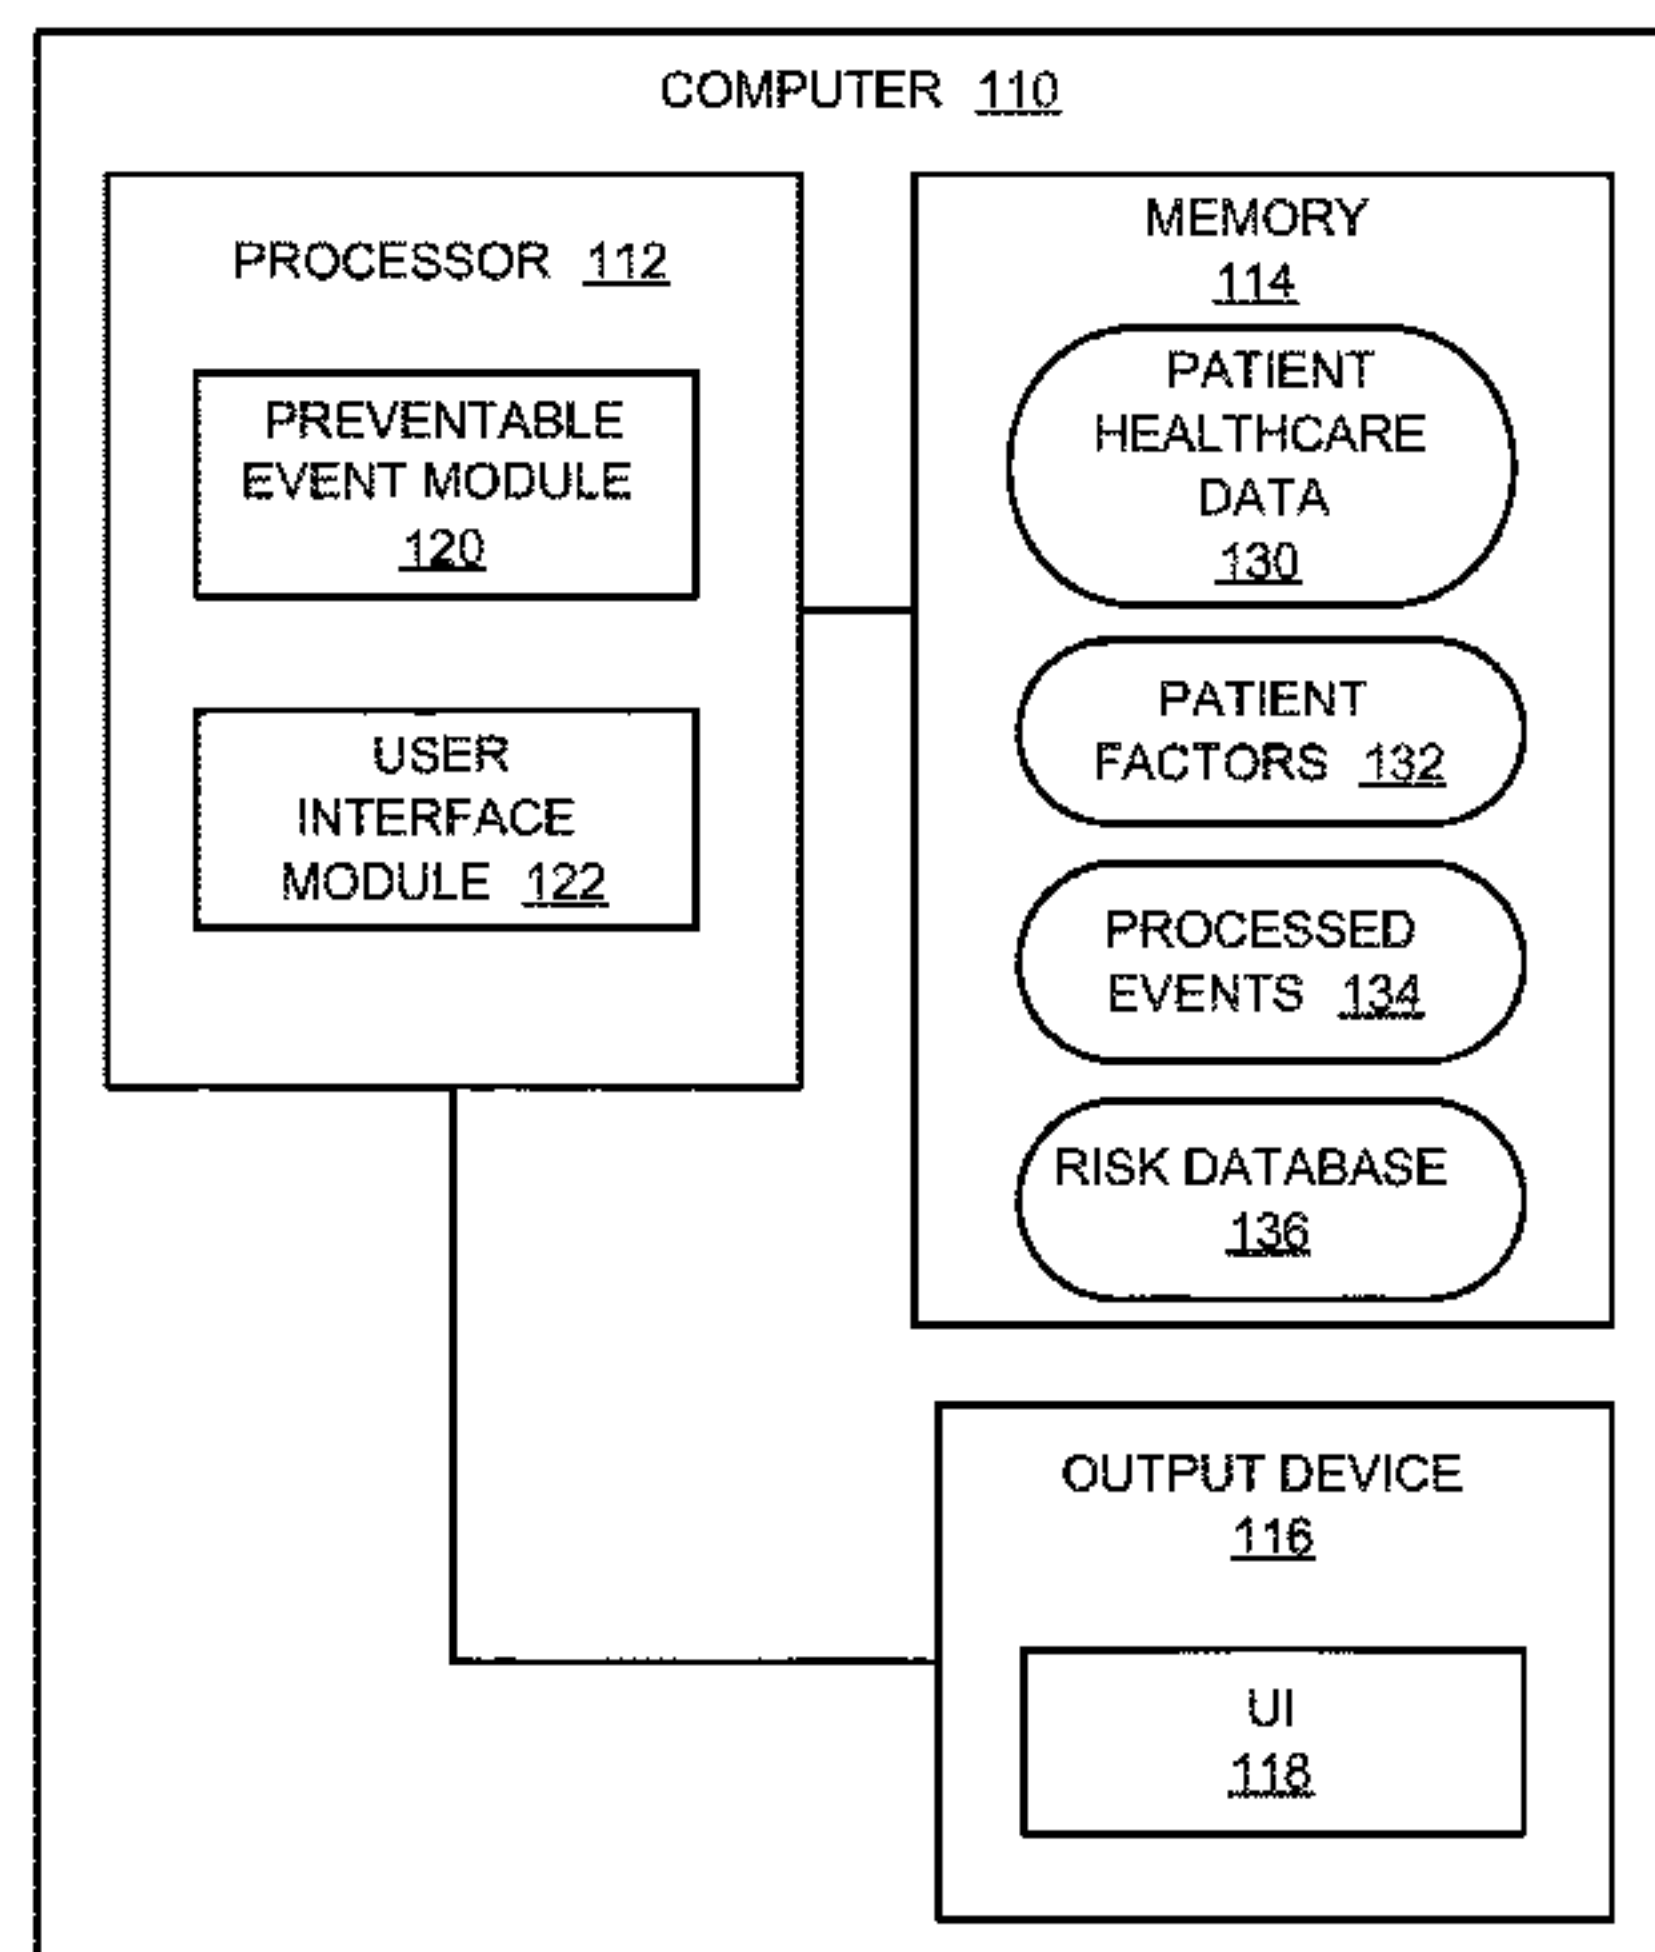 COMPUTER 110
PROCESSOR 112
PREVENTABLE
EVENT MODULE
120
USER
INTERFACE
MODULE 122
MEMORY
114
PATIENT
HEALTHCARE
DATA
130
PATIENT
FACTORS 132
PROCESSED
EVENTS 134
RISK DATABASE
136
OUTPUT DEVICE
116
UI
118